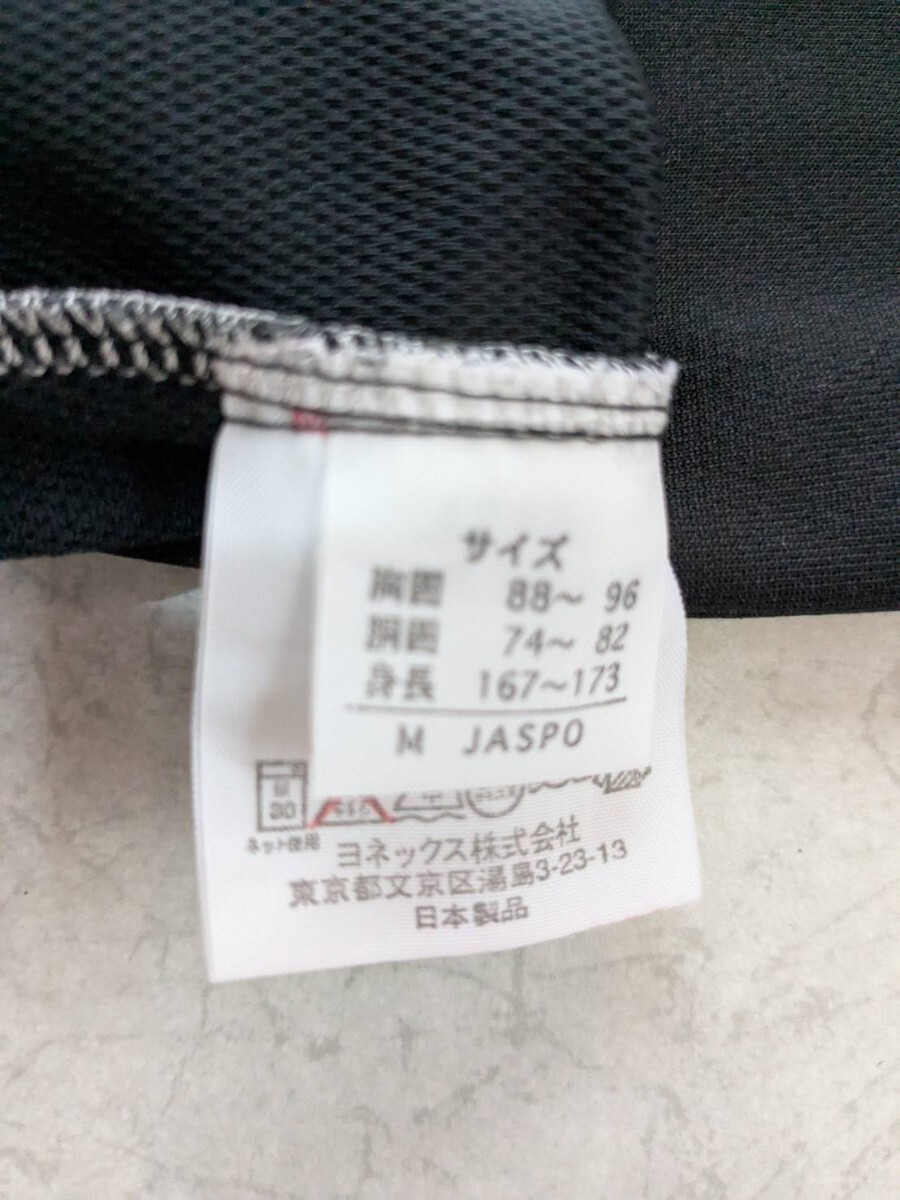 サイズ
胸囲 88～ 96
胴囲 74～ 82
身長 167～173
M JASPO
30
ネット使用
中
ヨネックス株式会社
東京都文京区湯島3-23-13
日本製品